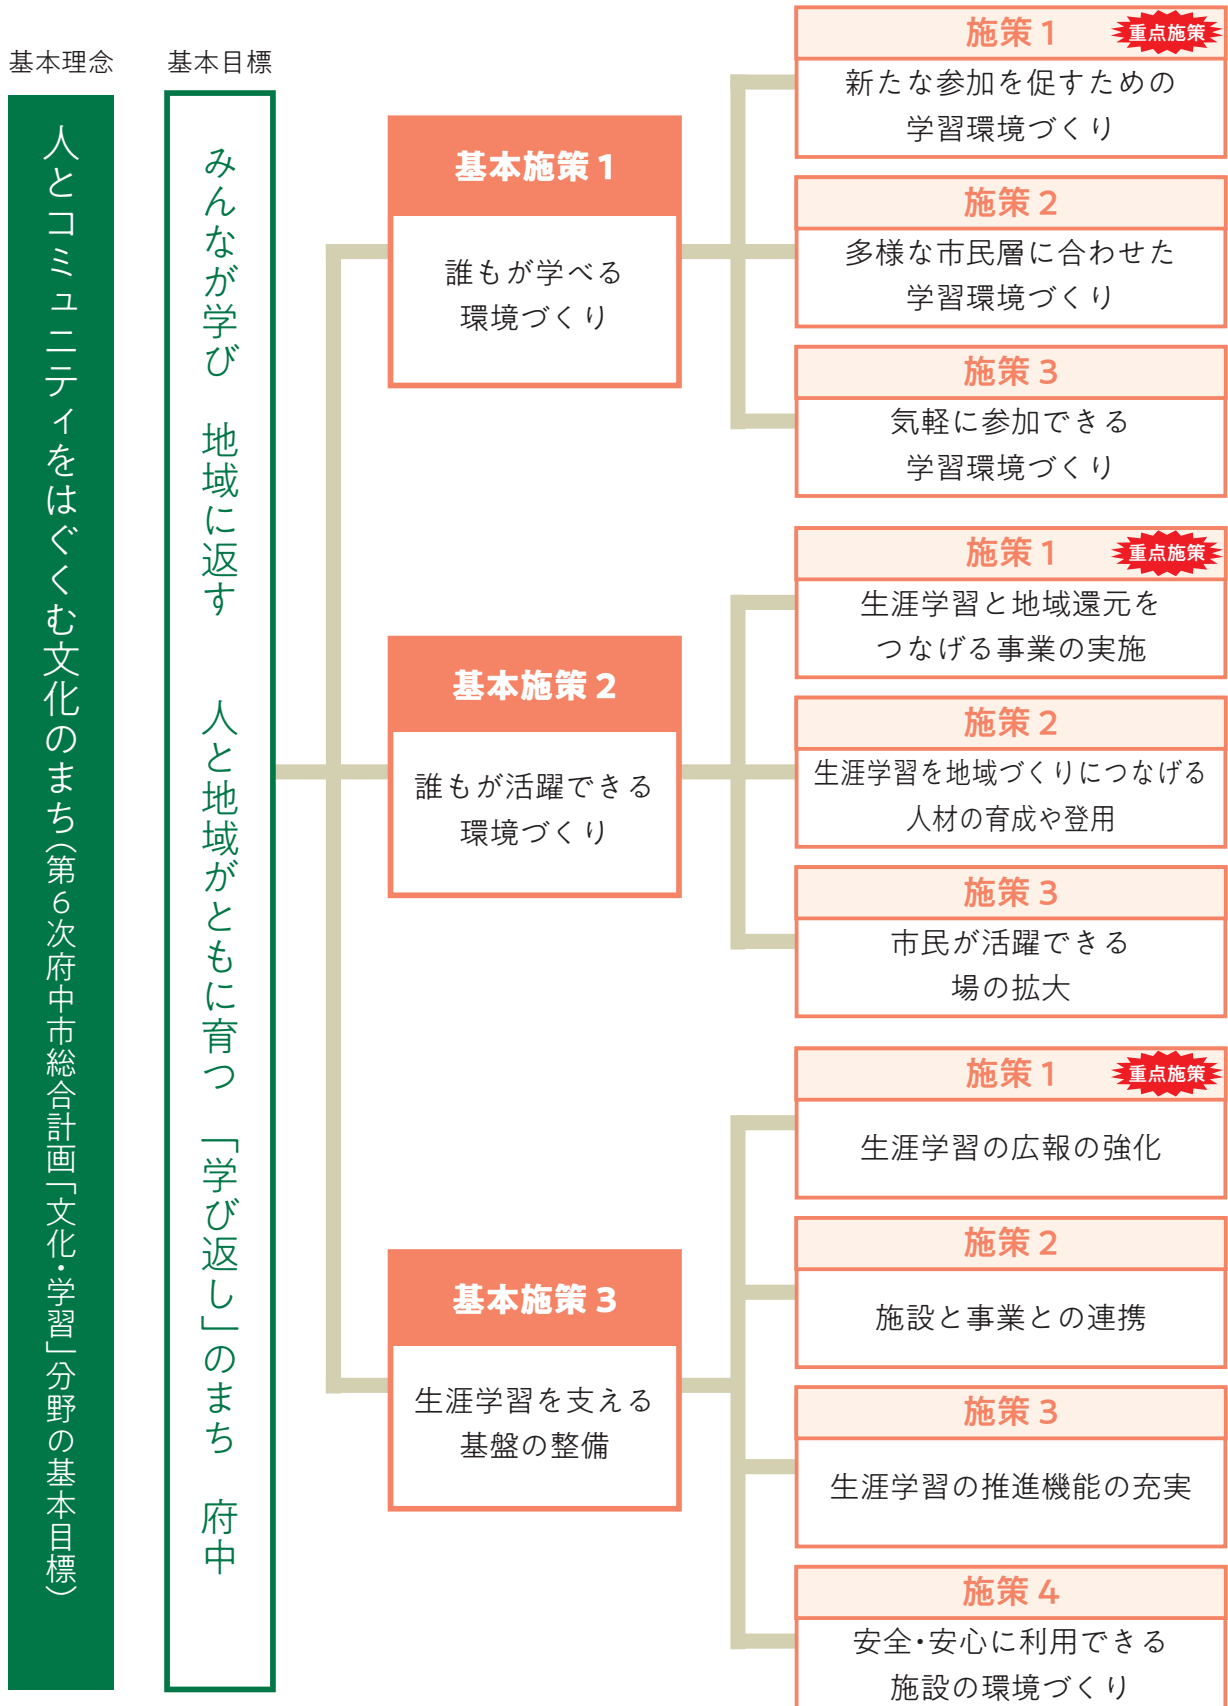 基本理念
人とコミュニティをはぐくむ文化のまち（第６次府中市総合計画「文化・学習」分野の基本目標）
基本目標
みんなが学び　地域に返す　人と地域がともに育つ　「学び返し」のまち　府中
基本施策 1
誰もが学べる
環境づくり
施策 1
重点施策
新たな参加を促すための
学習環境づくり
施策 2
多様な市民層に合わせた
学習環境づくり
施策 3
気軽に参加できる
学習環境づくり
基本施策 2
誰もが活躍できる
環境づくり
施策 1
重点施策
生涯学習と地域還元を
つなげる事業の実施
施策 2
生涯学習を地域づくりにつなげる
人材の育成や登用
施策 3
市民が活躍できる
場の拡大
基本施策 3
生涯学習を支える
基盤の整備
施策 1
重点施策
生涯学習の広報の強化
施策 2
施設と事業との連携
施策 3
生涯学習の推進機能の充実
施策 4
安全・安心に利用できる
施設の環境づくり